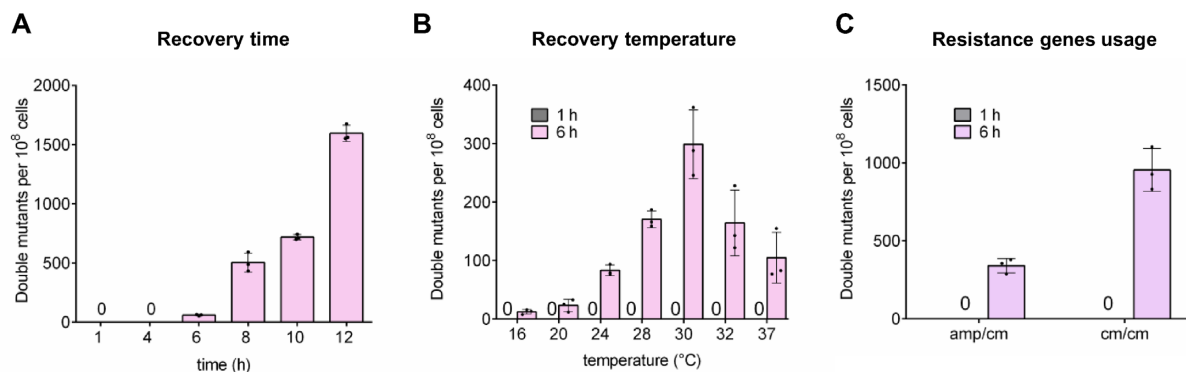 A
Recovery time
Double mutants per 10⁸ cells
2000
1500
1000
500
0
0
0
1
4
6
8
10
12
time (h)
B
Recovery temperature
Double mutants per 10⁸ cells
400
300
200
100
0
1 h
6 h
0
0
0
0
0
0
0
16
20
24
28
30
32
37
temperature (°C)
C
Resistance genes usage
Double mutants per 10⁸ cells
1500
1000
500
0
1 h
6 h
0
0
amp/cm
cm/cm